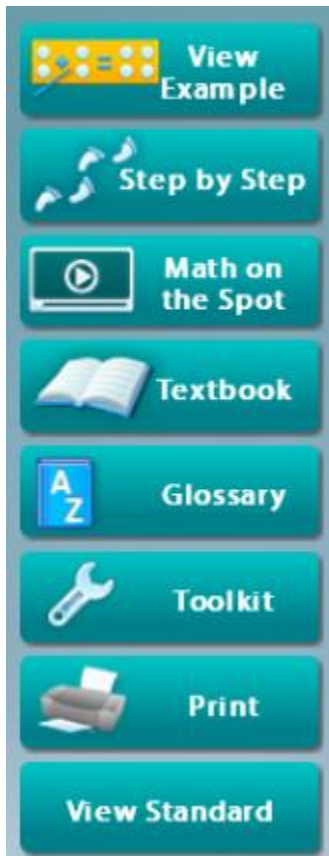 View
Example
Step by Step
Math on
the Spot
Textbook
A
Z
Glossary
Toolkit
Print
View Standard